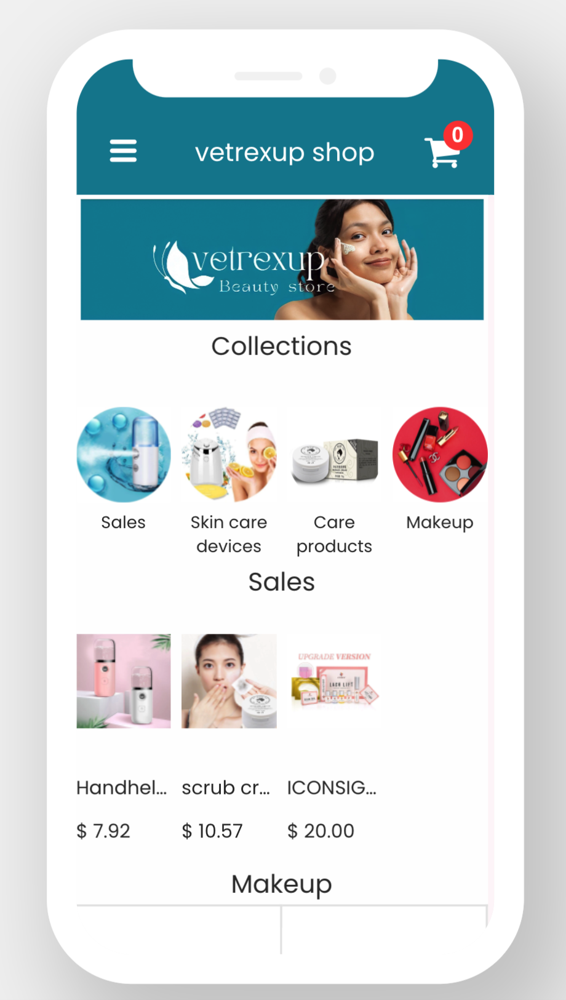 vetrexup shop
0
vetrexup
Beauty store
Collections
Sales
Skin care
devices
Care
products
Makeup
Sales
UPGRADE VERSION
LASH LIFT
Handhel...
scrub cr...
ICONSIG...
$ 7.92
$ 10.57
$ 20.00
Makeup